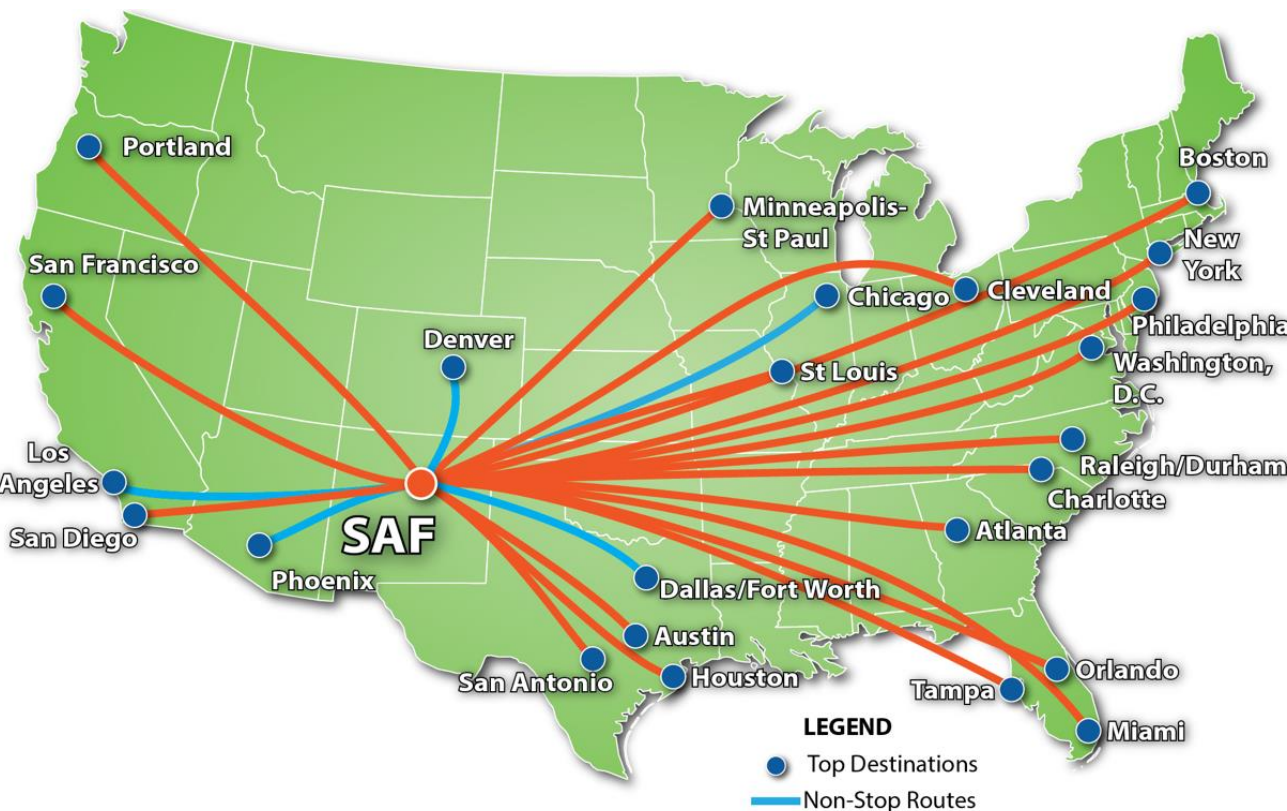 Portland
Boston
Minneapolis-
St Paul
New
York
San Francisco
Chicago
Cleveland
Philadelphia
Denver
Washington,
D.C.
St Louis
Los
Angeles
Raleigh/Durham
Charlotte
San Diego
SAF
Atlanta
Phoenix
Dallas/Fort Worth
Austin
San Antonio
Houston
Orlando
Tampa
Miami
LEGEND
Top Destinations
Non-Stop Routes